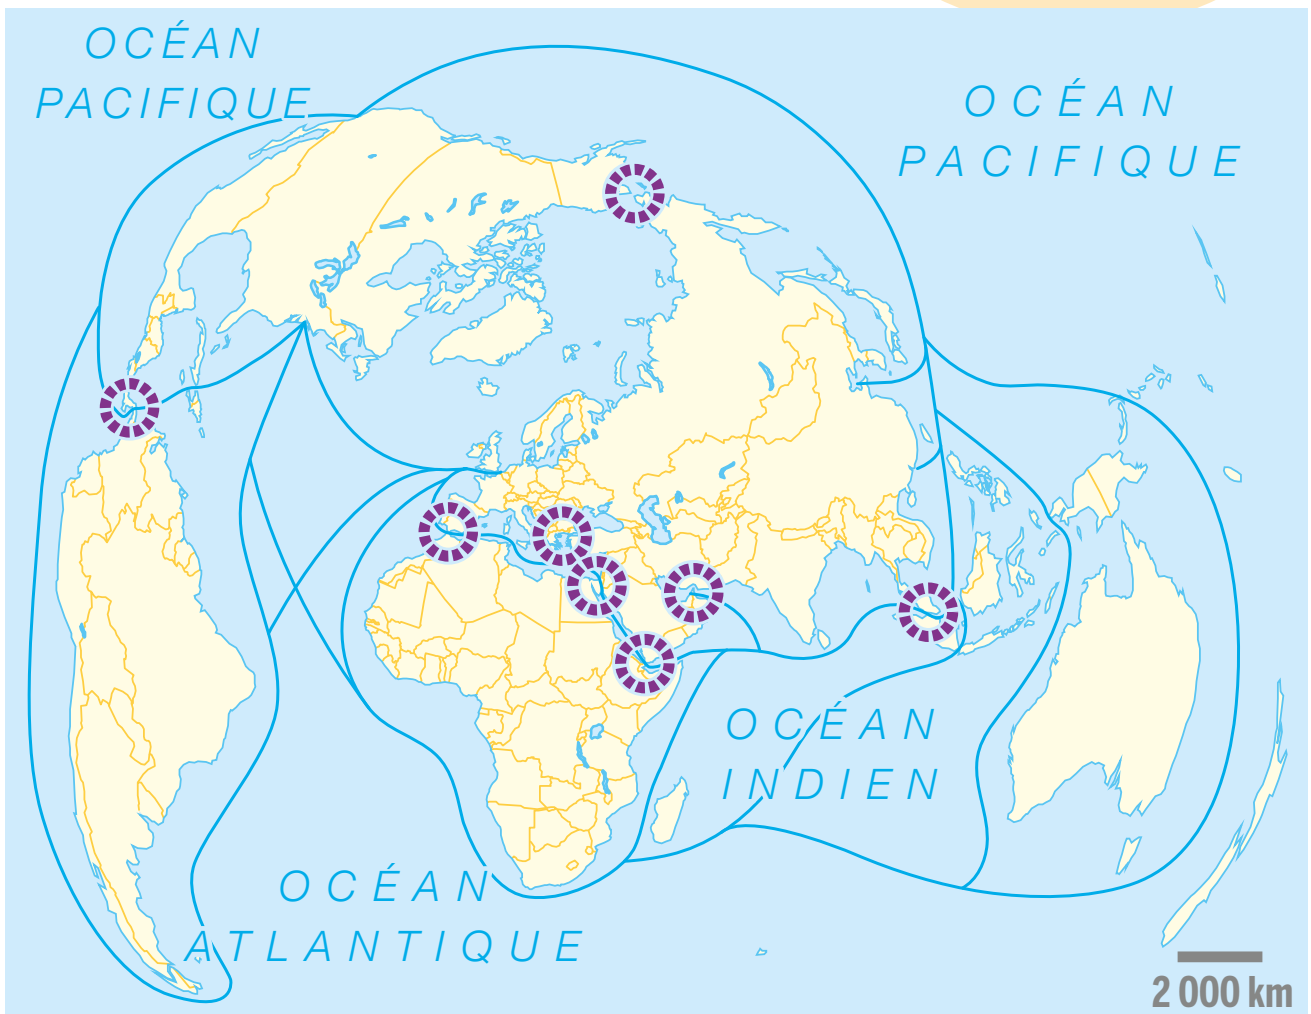 OCÉAN
PACIFIQUE
OCÉAN
PACIFIQUE
OCÉAN
INDIEN
OCÉAN
ATLANTIQUE
2 000 km